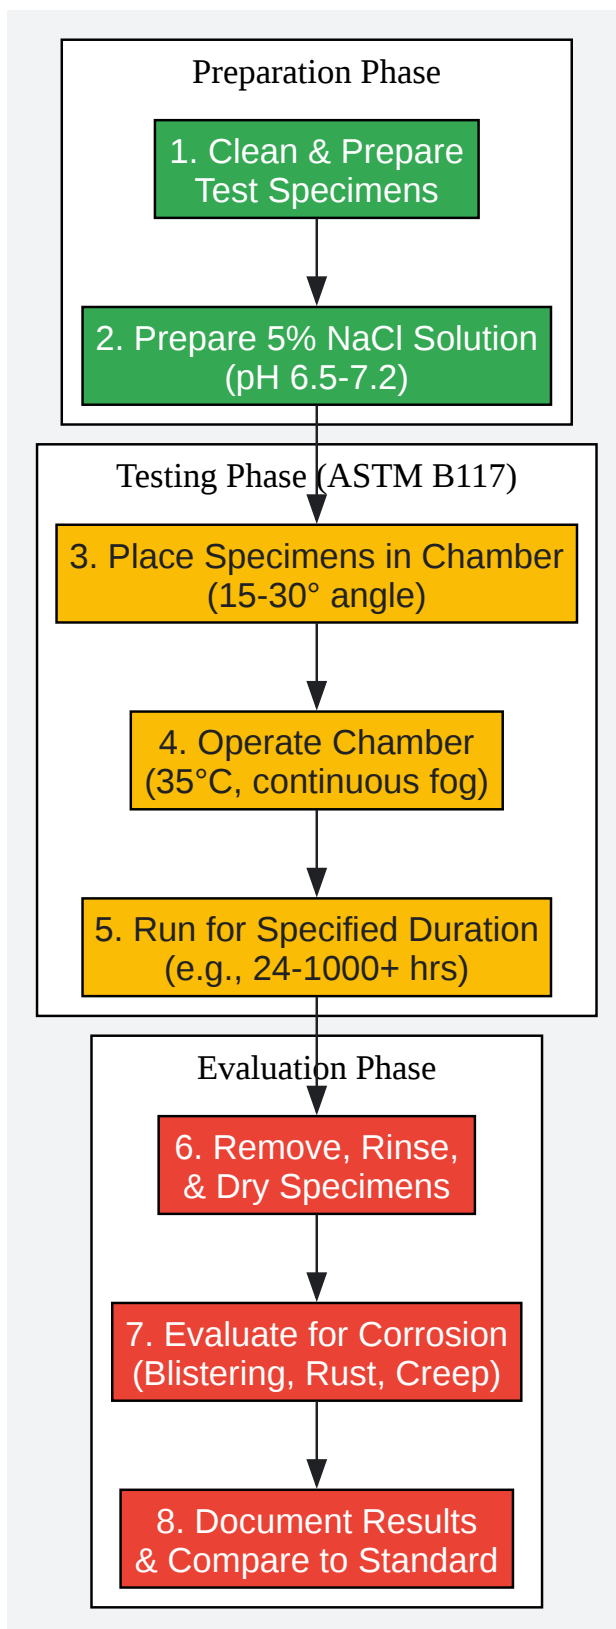 Preparation Phase
1. Clean & Prepare
Test Specimens
2. Prepare 5% NaCl Solution
(pH 6.5-7.2)
Testing Phase (ASTM B117)
3. Place Specimens in Chamber
(15-30° angle)
4. Operate Chamber
(35°C, continuous fog)
5. Run for Specified Duration
(e.g., 24-1000+ hrs)
Evaluation Phase
6. Remove, Rinse,
& Dry Specimens
7. Evaluate for Corrosion
(Blistering, Rust, Creep)
8. Document Results
& Compare to Standard